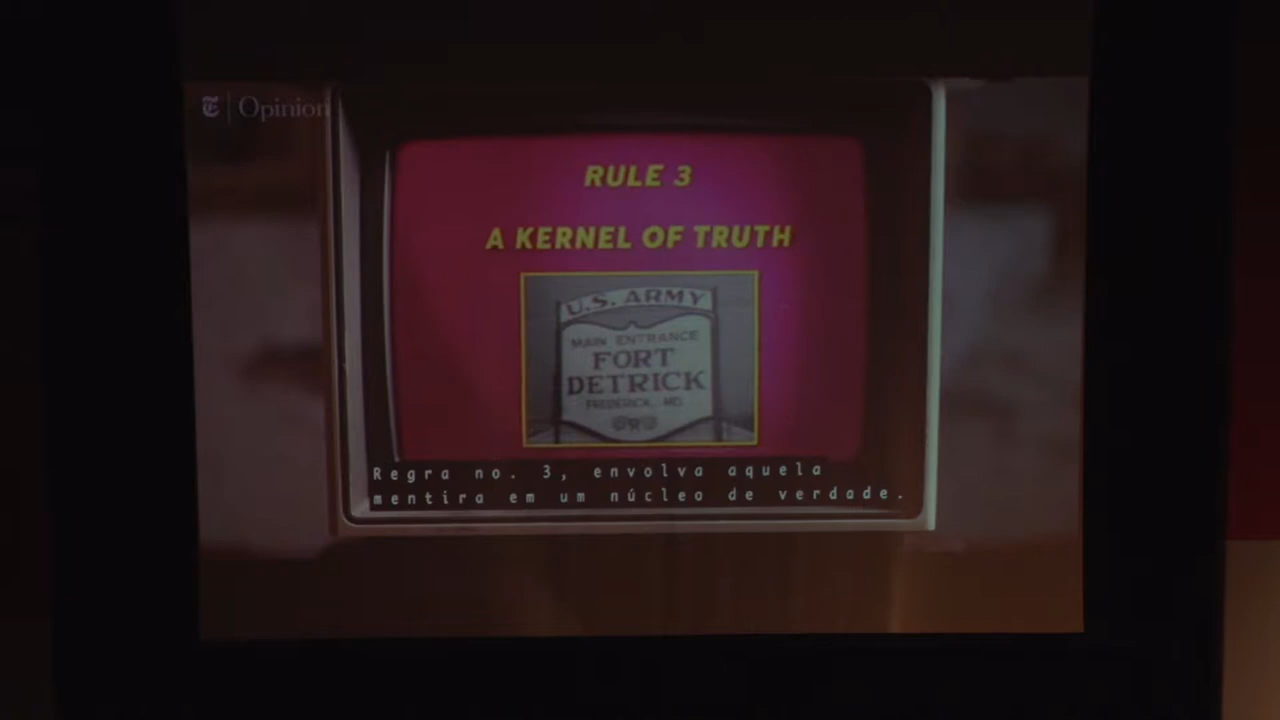 Opinion
RULE 3
A KERNEL OF TRUTH
U.S. ARMY
MAIN ENTRANCE
FORT
DETRICK
FREDERICK, MD.
Regra no. 3, envolva aquela
mentira em um núcleo de verdade.